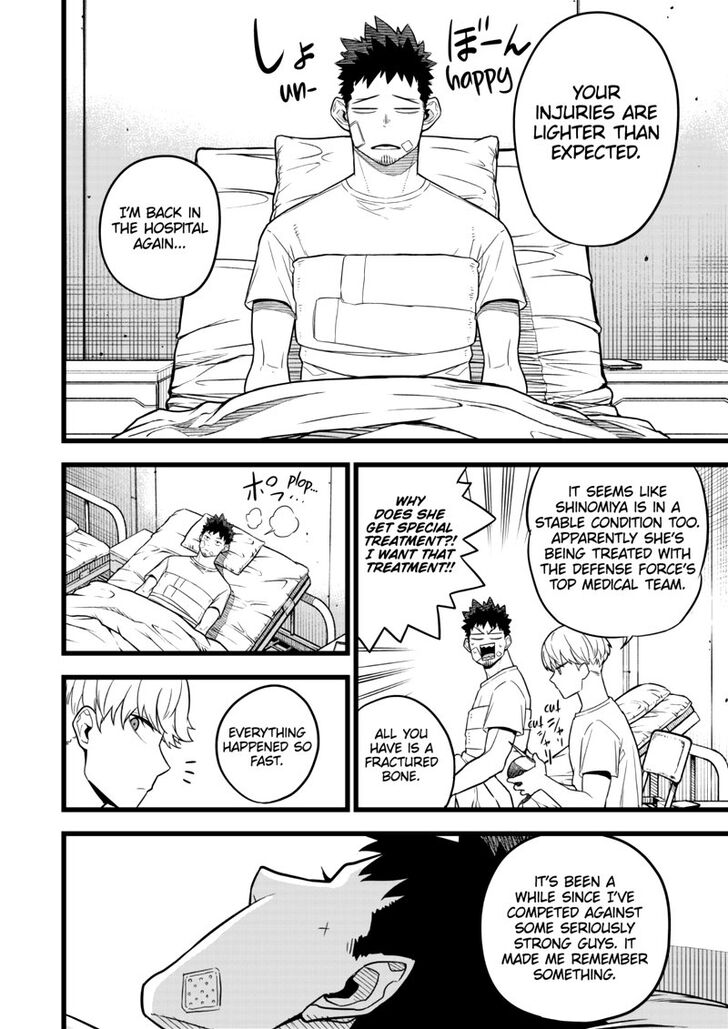 YOUR
INJURIES ARE
LIGHTER THAN
EXPECTED.
ぼーん
happy
しょ
un-
I'M BACK IN
THE HOSPITAL
AGAIN...
IT SEEMS LIKE
SHINOMIYA IS IN A
STABLE CONDITION TOO.
APPARENTLY SHE'S
BEING TREATED WITH
THE DEFENSE FORCE'S
TOP MEDICAL TEAM.
WHY
DOES SHE
GET SPECIAL
TREATMENT?!
I WANT THAT
TREATMENT!!
cut
cut
ALL YOU
HAVE IS A
FRACTURED
BONE.
plop...
ポフ...
EVERYTHING
HAPPENED SO
FAST.
IT'S BEEN A
WHILE SINCE I'VE
COMPETED AGAINST
SOME SERIOUSLY
STRONG GUYS. IT
MADE ME REMEMBER
SOMETHING.